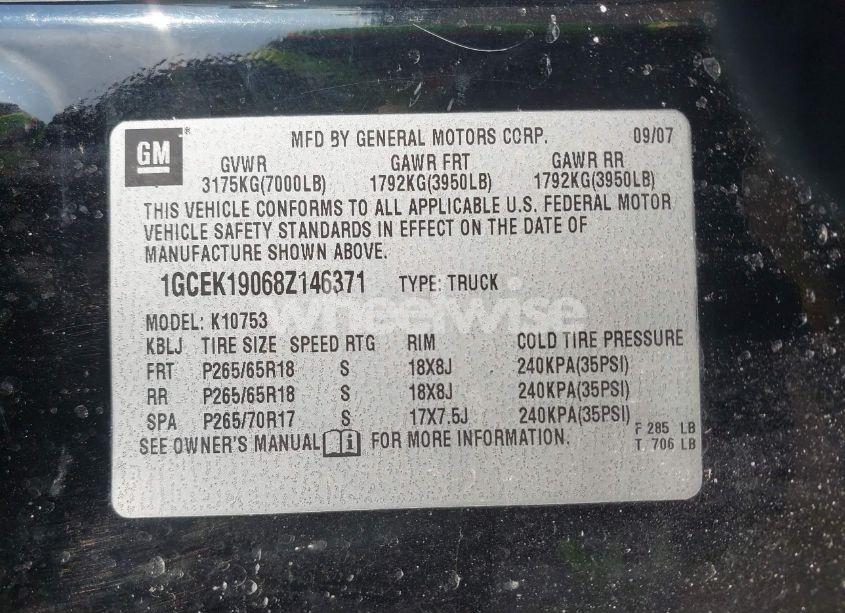 GM ® MFD BY GENERAL MOTORS CORP. 09/07
GVWR GAWR FRT GAWR RR
3175KG(7000LB) 1792KG(3950LB) 1792KG(3950LB)
THIS VEHICLE CONFORMS TO ALL APPLICABLE U.S. FEDERAL MOTOR
VEHICLE SAFETY STANDARDS IN EFFECT ON THE DATE OF
MANUFACTURE SHOWN ABOVE.
1GCEK19068Z146371 TYPE: TRUCK
wheelwise
MODEL: K10753
KBLJ TIRE SIZE SPEED RTG RIM COLD TIRE PRESSURE
FRT P265/65R18 S 18X8J 240KPA(35PSI)
RR P265/65R18 S 18X8J 240KPA(35PSI)
SPA P265/70R17 S 17X7.5J 240KPA(35PSI)
F 285 LB
SEE OWNER'S MANUAL FOR MORE INFORMATION. T 706 LB